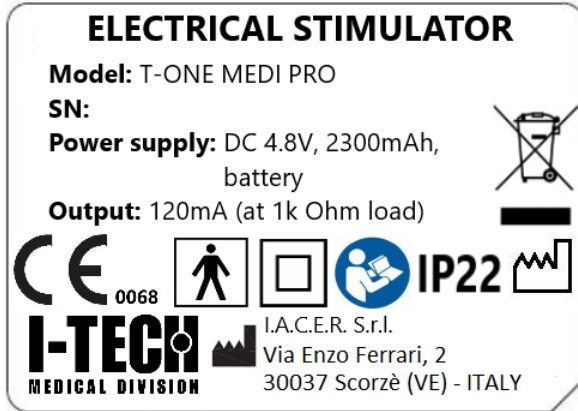 ELECTRICAL STIMULATOR
Model: T-ONE MEDI PRO
SN:
Power supply: DC 4.8V, 2300mAh,
battery
Output: 120mA (at 1k Ohm load)
CE 0068 IP22
I-TECH
MEDICAL DIVISION
I.A.C.E.R. S.r.l.
Via Enzo Ferrari, 2
30037 Scorzè (VE) - ITALY